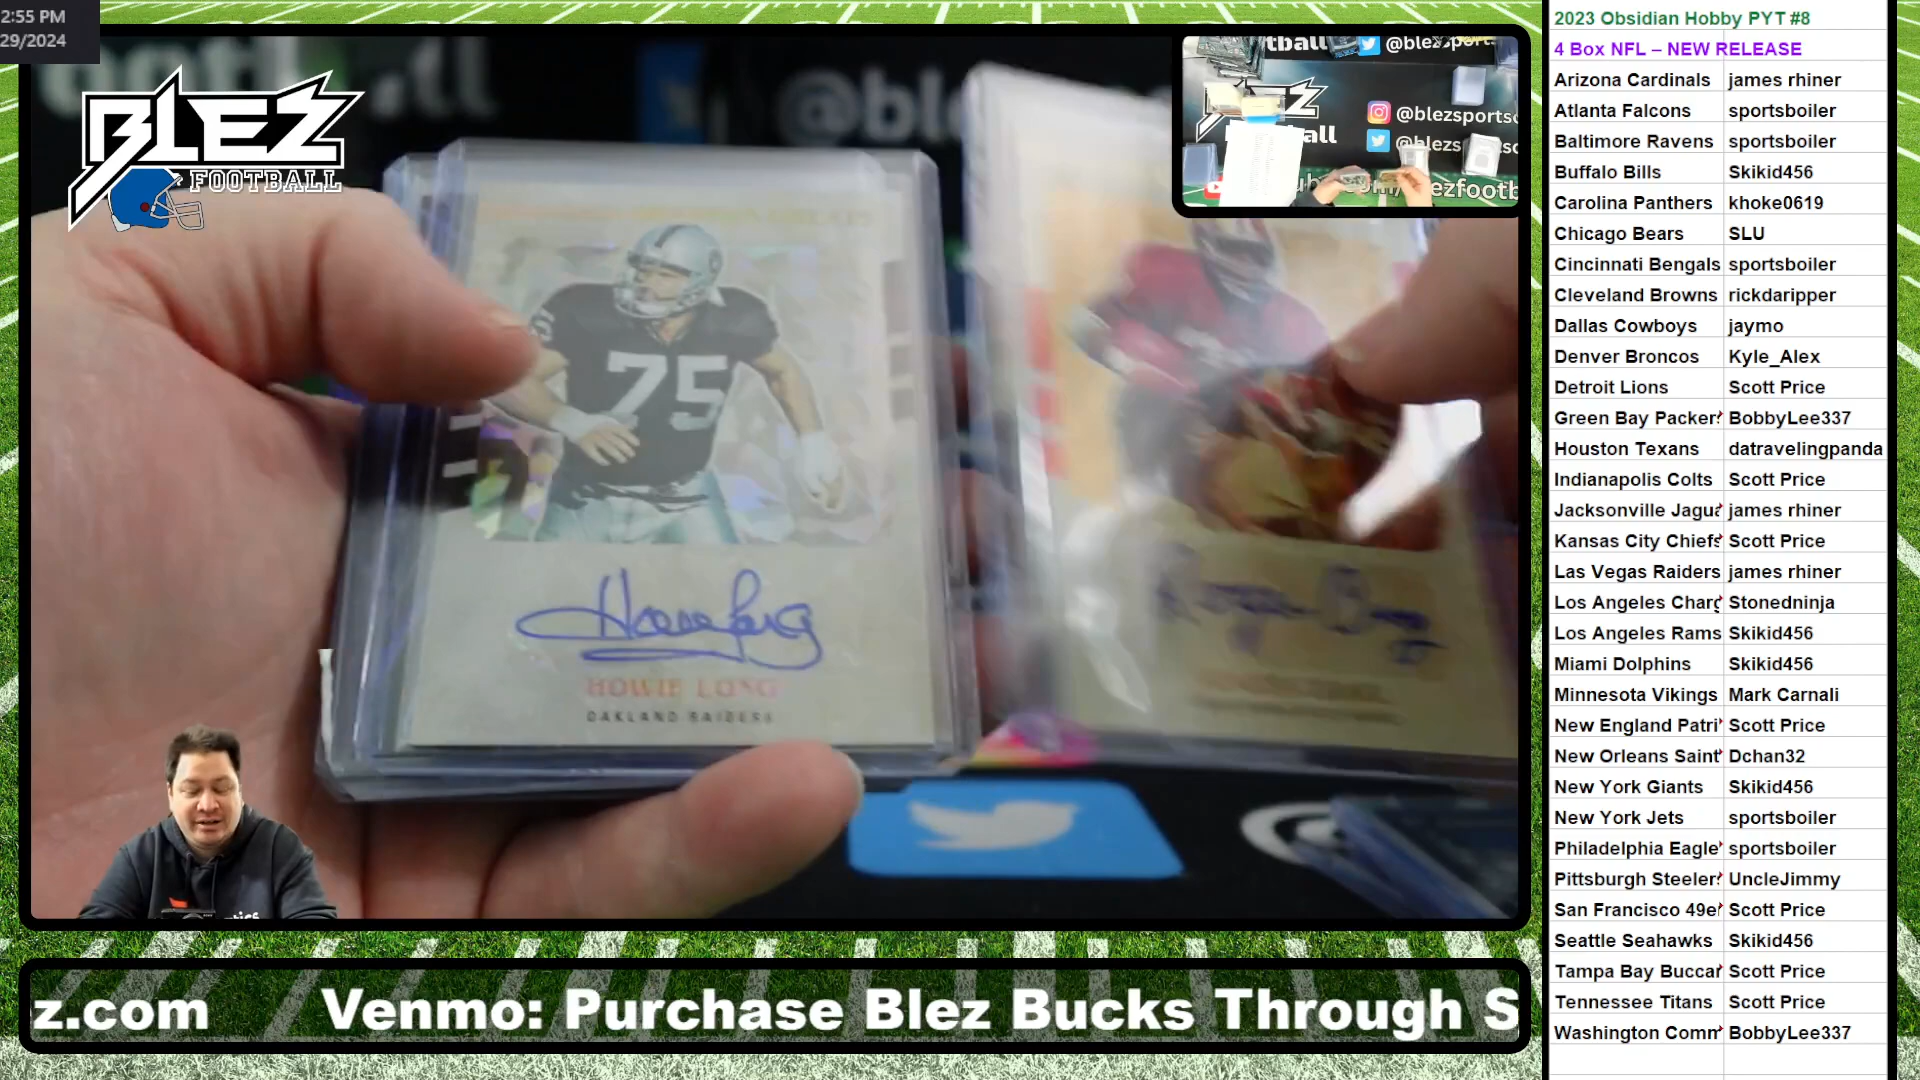 2:55 PM
29/2024
BLEZ
FOOTBALL
@blezsports
@blezsportsc
75
HOWIE LONG
OAKLAND RAIDERS
z.com Venmo: Purchase Blez Bucks Through S
2023 Obsidian Hobby PYT #8
4 Box NFL – NEW RELEASE
Arizona Cardinals james rhiner
Atlanta Falcons sportsboiler
Baltimore Ravens sportsboiler
Buffalo Bills Skikid456
Carolina Panthers khoke0619
Chicago Bears SLU
Cincinnati Bengals sportsboiler
Cleveland Browns rickdaripper
Dallas Cowboys jaymo
Denver Broncos Kyle_Alex
Detroit Lions Scott Price
Green Bay Packer BobbyLee337
Houston Texans datravelingpanda
Indianapolis Colts Scott Price
Jacksonville Jagua james rhiner
Kansas City Chiefs Scott Price
Las Vegas Raiders james rhiner
Los Angeles Charg Stonedninja
Los Angeles Rams Skikid456
Miami Dolphins Skikid456
Minnesota Vikings Mark Carnali
New England Patri Scott Price
New Orleans Saint Dchan32
New York Giants Skikid456
New York Jets sportsboiler
Philadelphia Eagle sportsboiler
Pittsburgh Steeler UncleJimmy
San Francisco 49er Scott Price
Seattle Seahawks Skikid456
Tampa Bay Buccar Scott Price
Tennessee Titans Scott Price
Washington Comm BobbyLee337